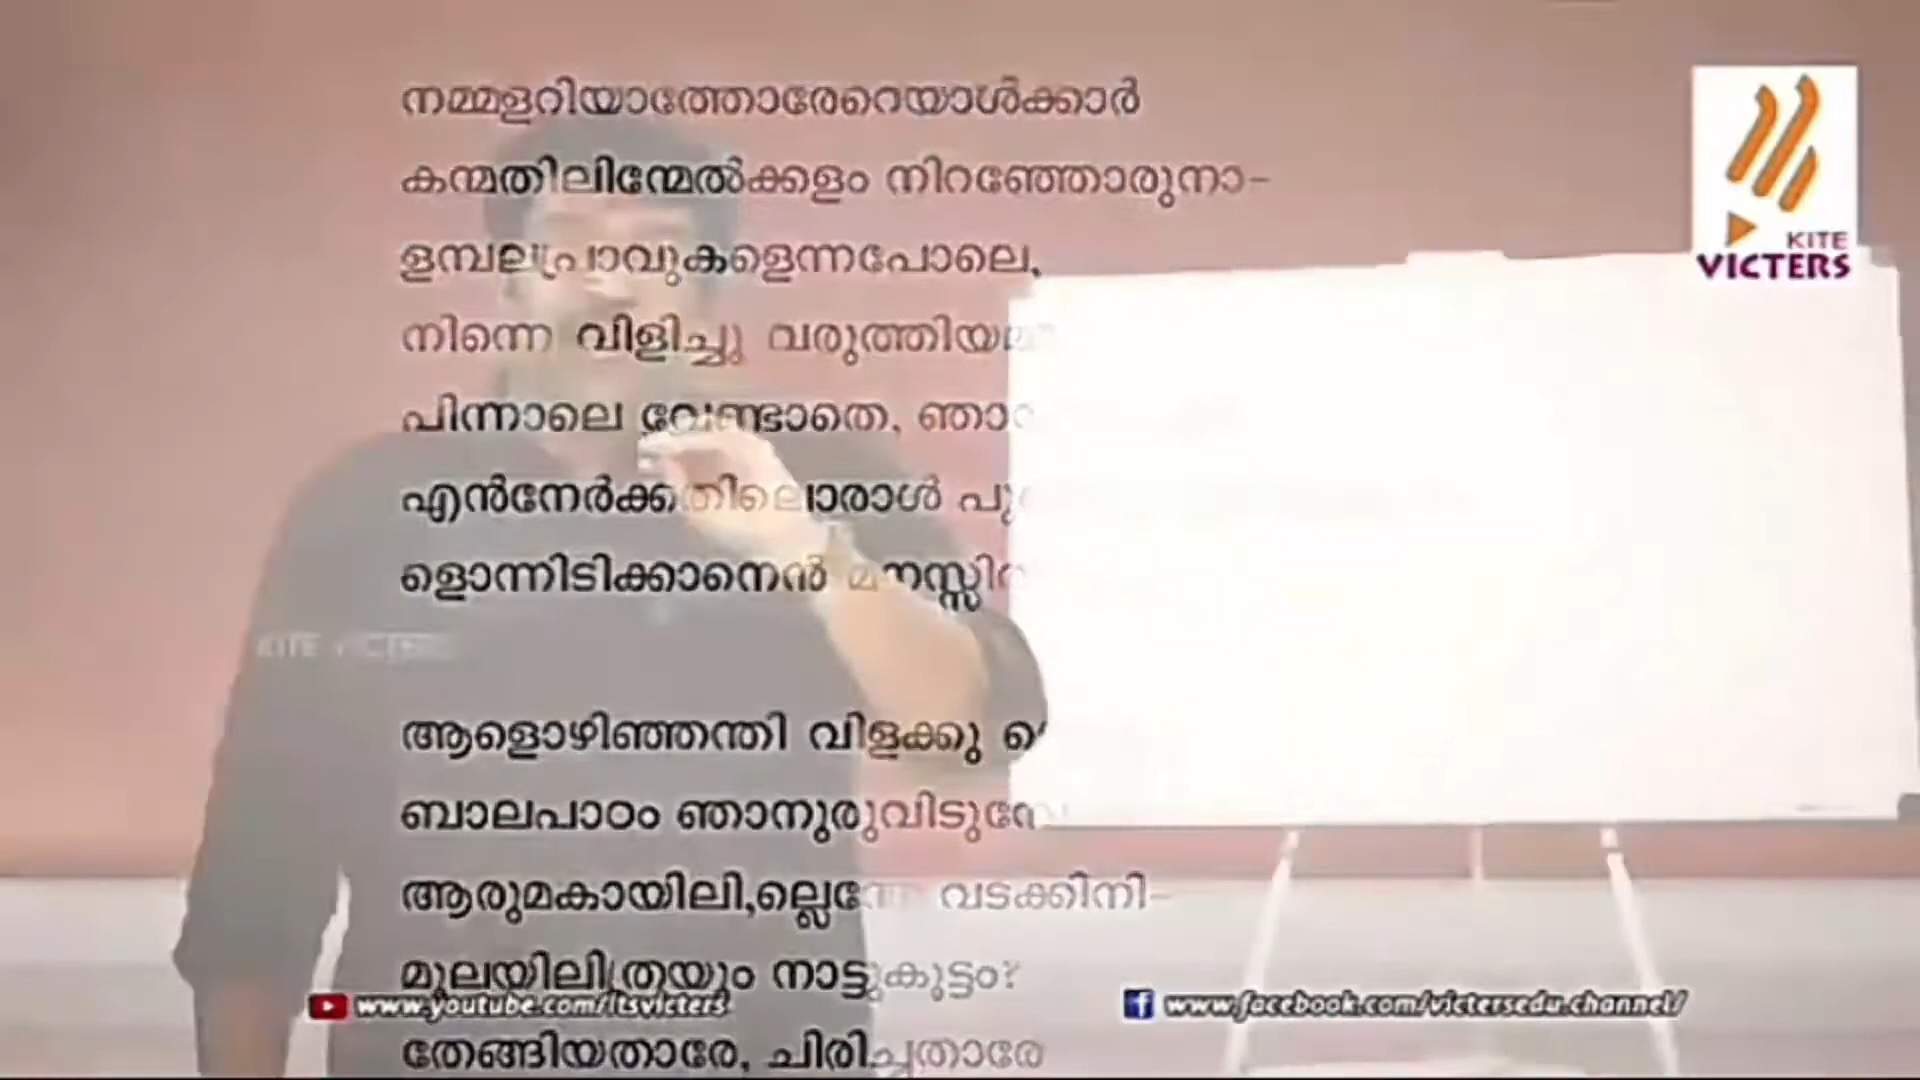 നമ്മളറിയാത്തോരേറെയാൾക്കാർ
കന്മതിലിന്മേൽക്കളം നിറഞ്ഞോരുനാ-
ളമ്പലപ്രാവുകളെന്നപോലെ,
നിന്നെ വിളിച്ചു
പിന്നാലെ വേണ്ടാതെ,
എൻനേർക്കതിലൊരാൾ
ളൊന്നിടിക്കാനെൻ
ആളൊഴിഞ്ഞന്തി വിളക്കു
ബാലപാഠം
ആരുമകായിലി,ല്ലെന്നേ വടക്കിനി-
മൂലയിലിത്രയും നാട്ടുകൂട്ടം?
തേങ്ങിയതാരേ, ചിരിച്ചതാരേ
KITE VICTERS
KITE VICTERS
www.youtube.com/itsvicters
www.facebook.com/victersedu.channel/